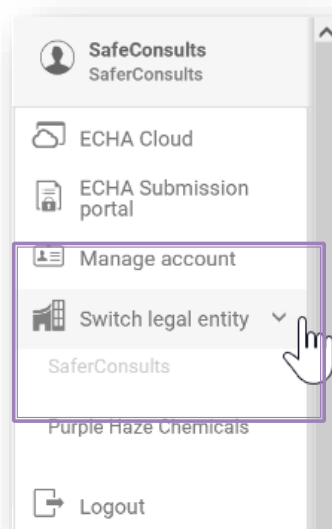 SafeConsults
SaferConsults
ECHA Cloud
ECHA Submission
portal
Manage account
Switch legal entity
SaferConsults
Purple Haze Chemicals
Logout